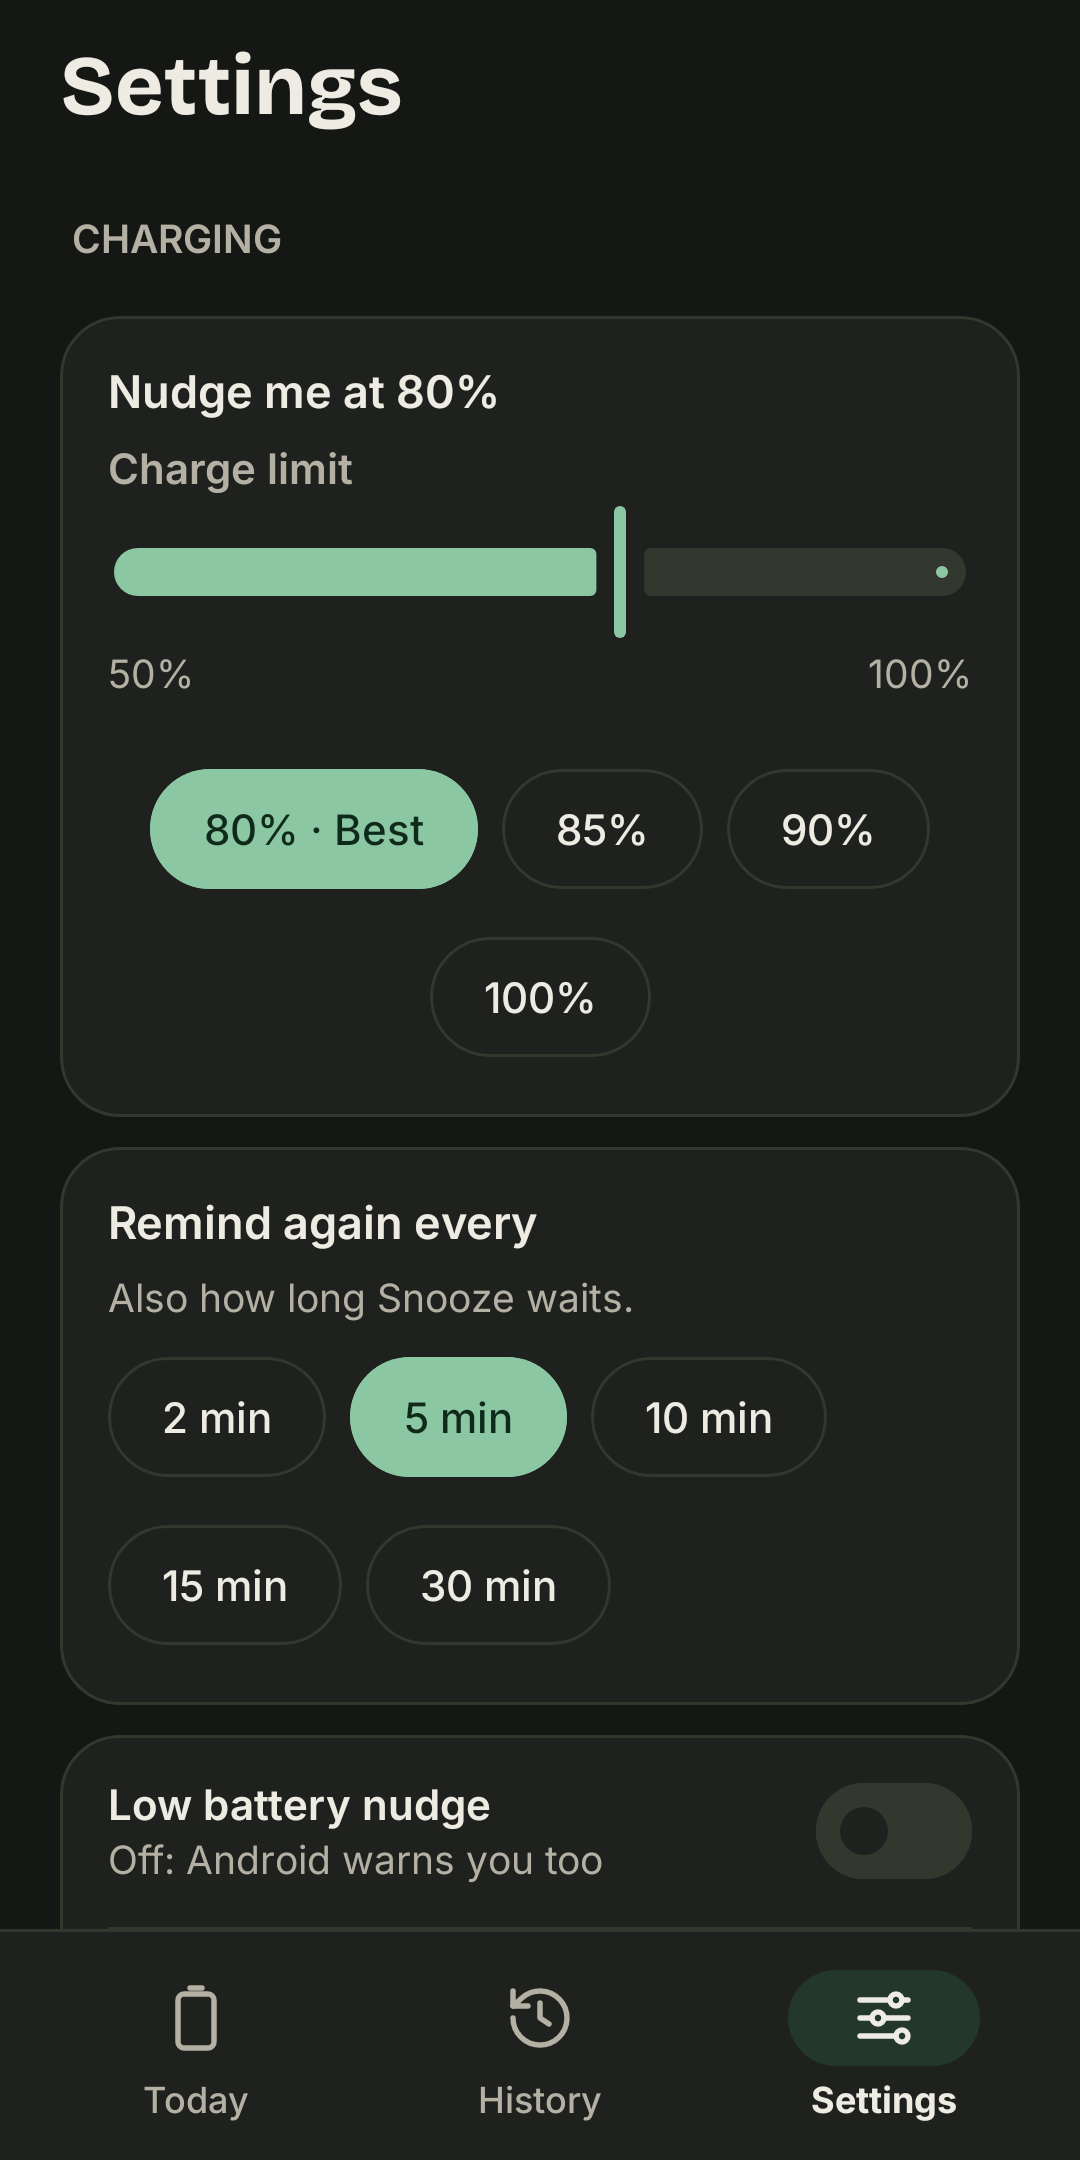 Settings
CHARGING
Nudge me at 80%
Charge limit
50% 100%
80% · Best 85% 90%
100%
Remind again every
Also how long Snooze waits.
2 min 5 min 10 min
15 min 30 min
Low battery nudge
Off: Android warns you too
Today History Settings